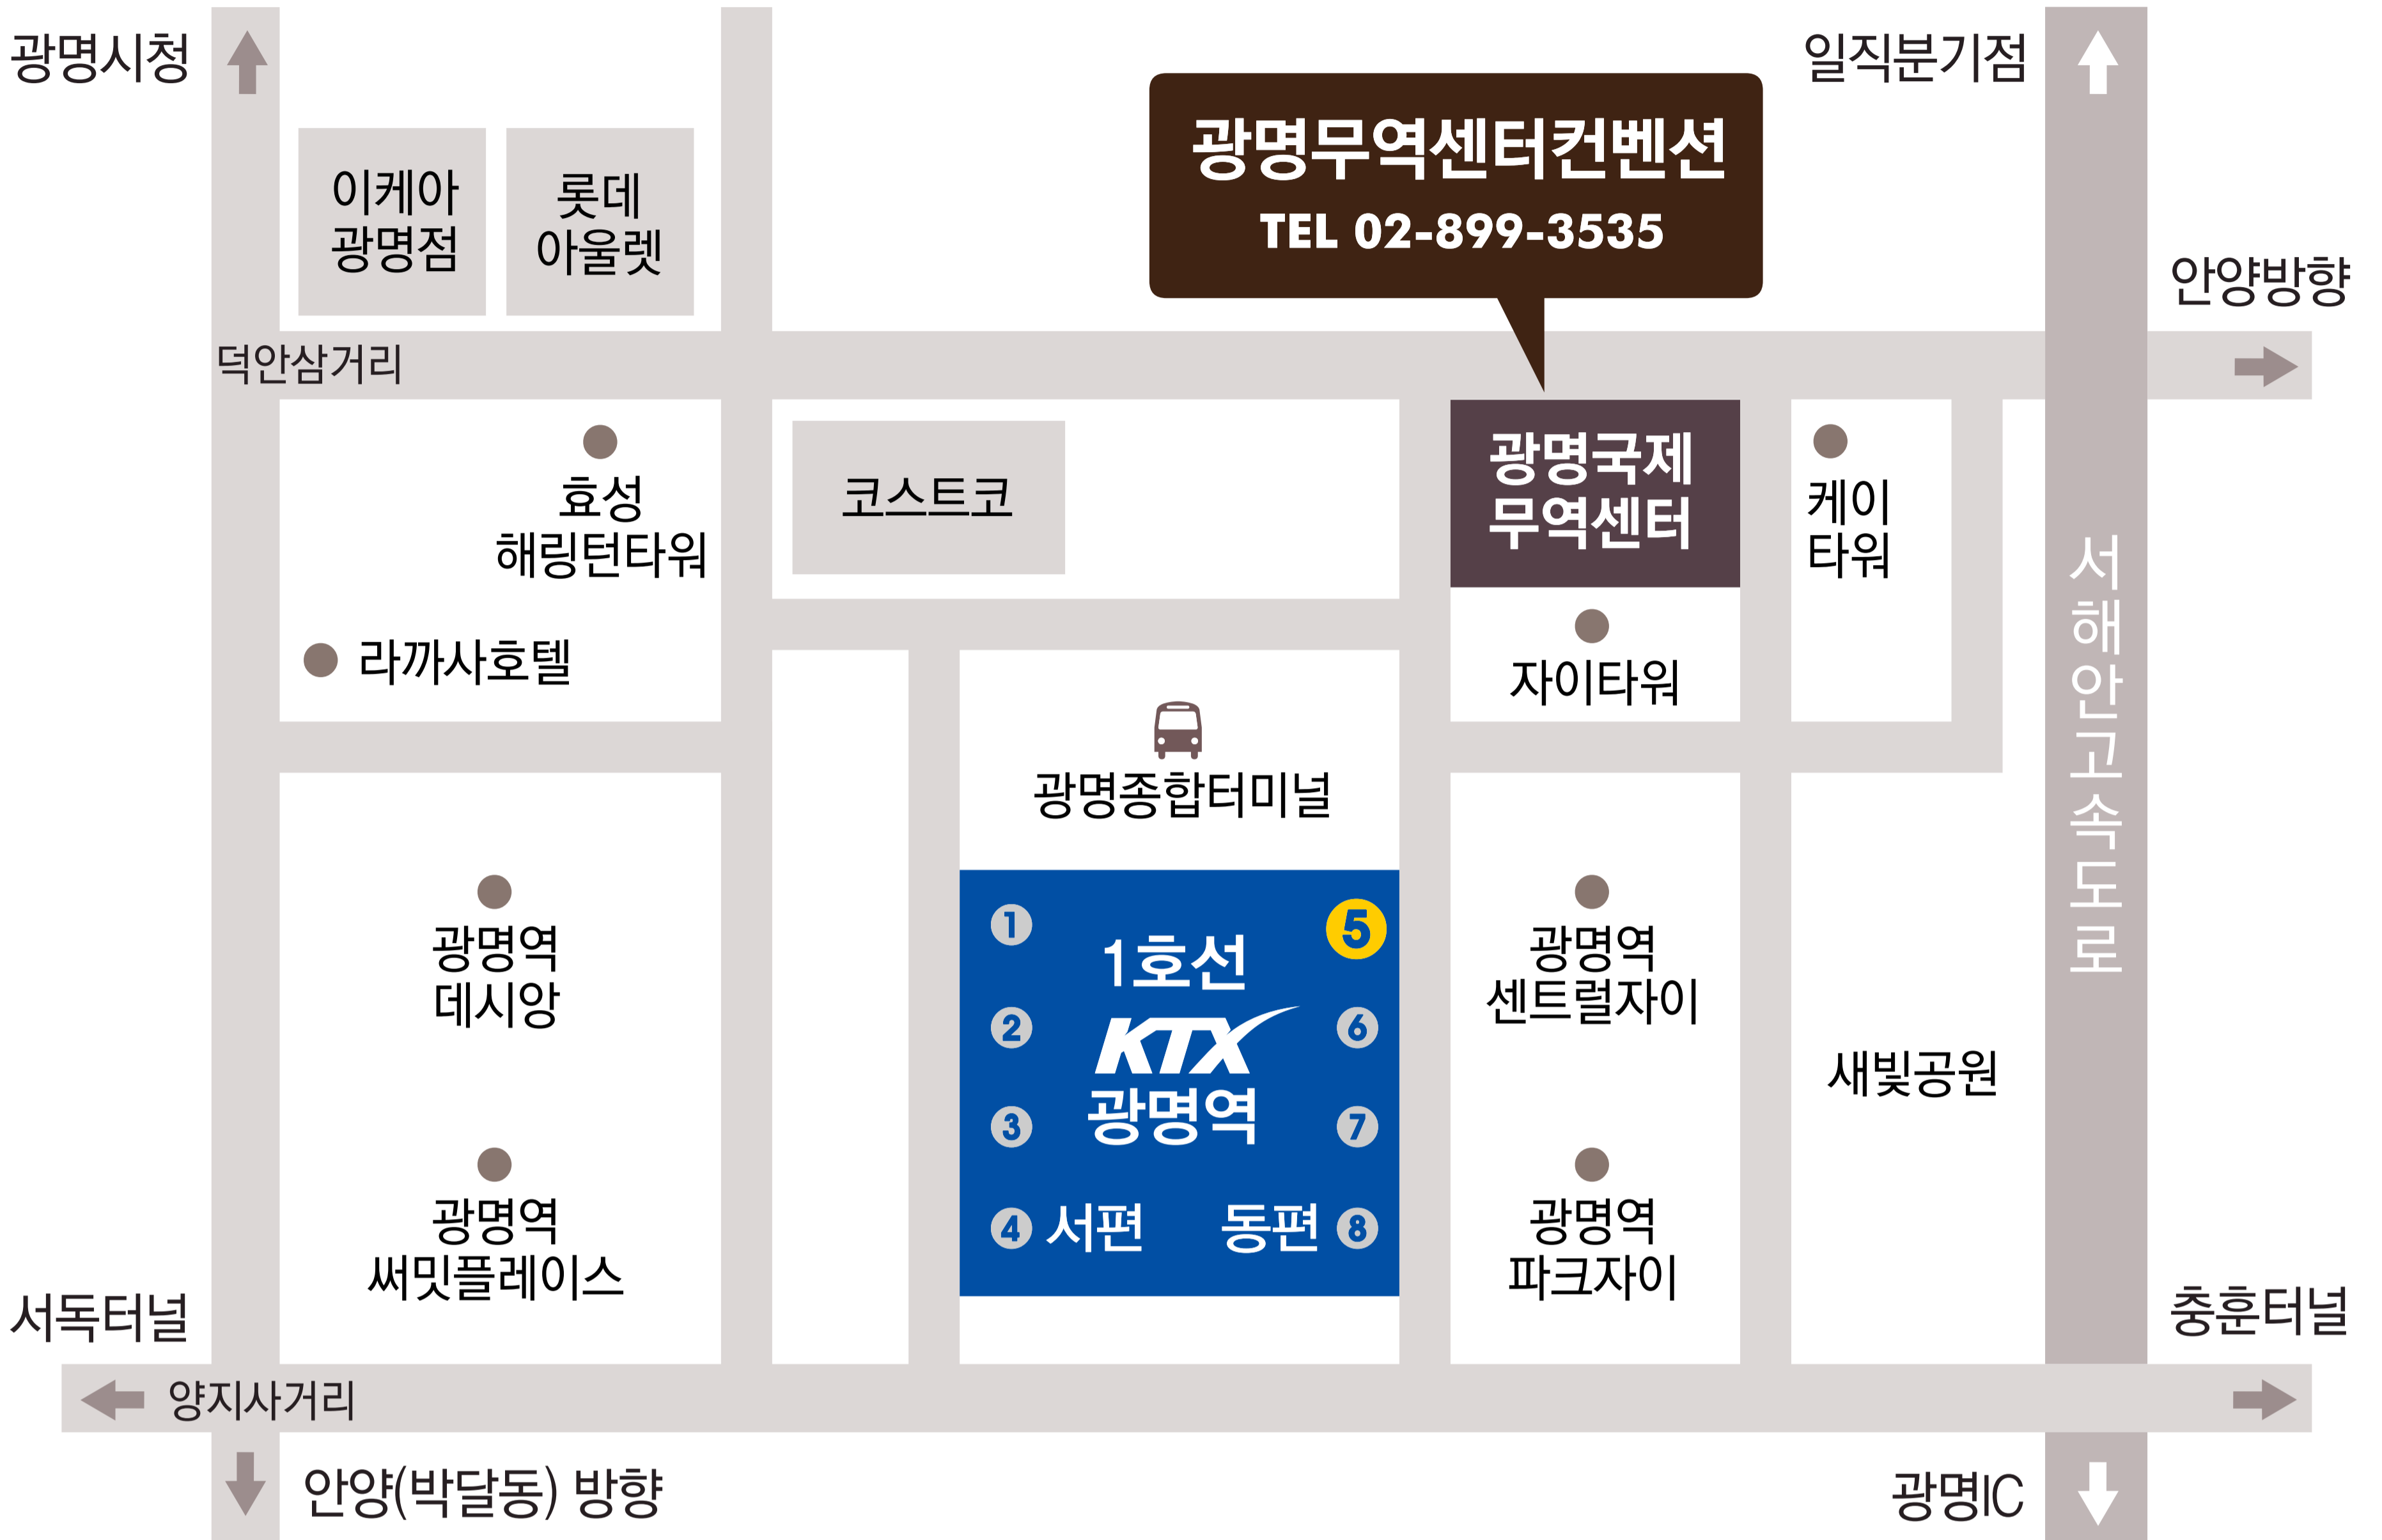 광명시청
일직분기점
광명무역센터컨벤션
TEL 02-899-3535
이케아
광명점
롯데
아울렛
안양방향
덕안삼거리
효성
해링턴타워
코스트코
광명국제
무역센터
케이
타워
라까사호텔
자이타워
서해안고속도로
광명종합터미널
1
5
1호선
광명역
데시앙
광명역
센트럴자이
2
KTX
6
새빛공원
3
광명역
7
광명역
써밋플레이스
4
서편
동편
8
광명역
파크자이
서독터널
충훈터널
양지사거리
안양(박달동) 방향
광명IC